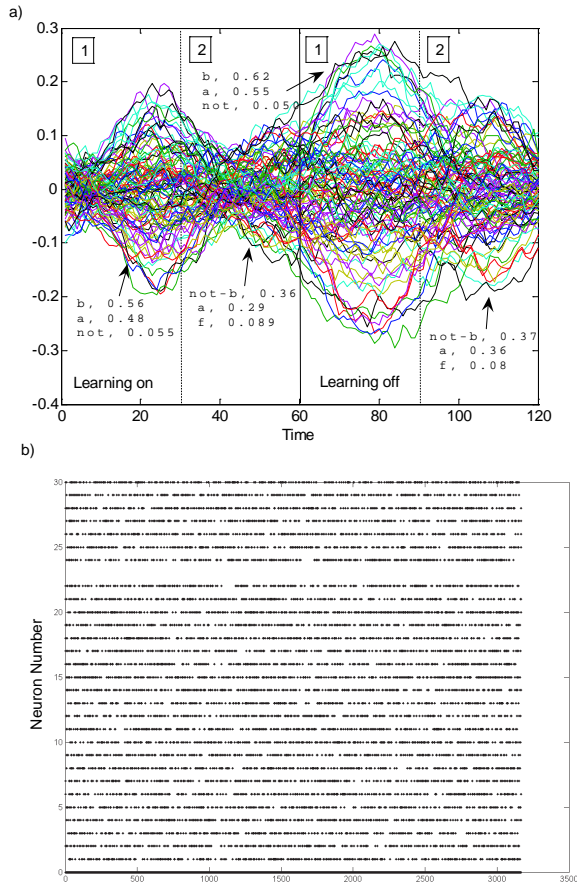 a)
0.3
0.2
0.1
0
-0.1
-0.2
-0.3
-0.4
1
2
1
2
b, 0.62
a, 0.55
not, 0.059
b, 0.56
a, 0.48
not, 0.055
not-b, 0.36
a, 0.29
f, 0.089
not-b, 0.37
a, 0.36
f, 0.08
Learning on
Learning off
0
20
40
60
80
100
120
Time
b)
30
25
20
15
10
5
0
Neuron Number
0
500
1000
1500
2000
2500
3000
3500